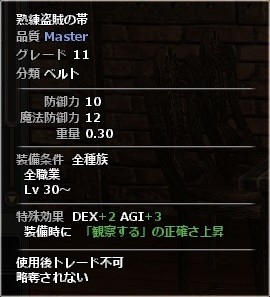 熟練盗賊の帯
品質 Master
グレード 11
分類 ベルト
防御力 10
魔法防御力 12
重量 0.30
装備条件 全種族
全職業
Lv 30～
特殊効果 DEX+2 AGI+3
装備時に 「観察する」の正確さ上昇
使用後トレード不可
略奪されない